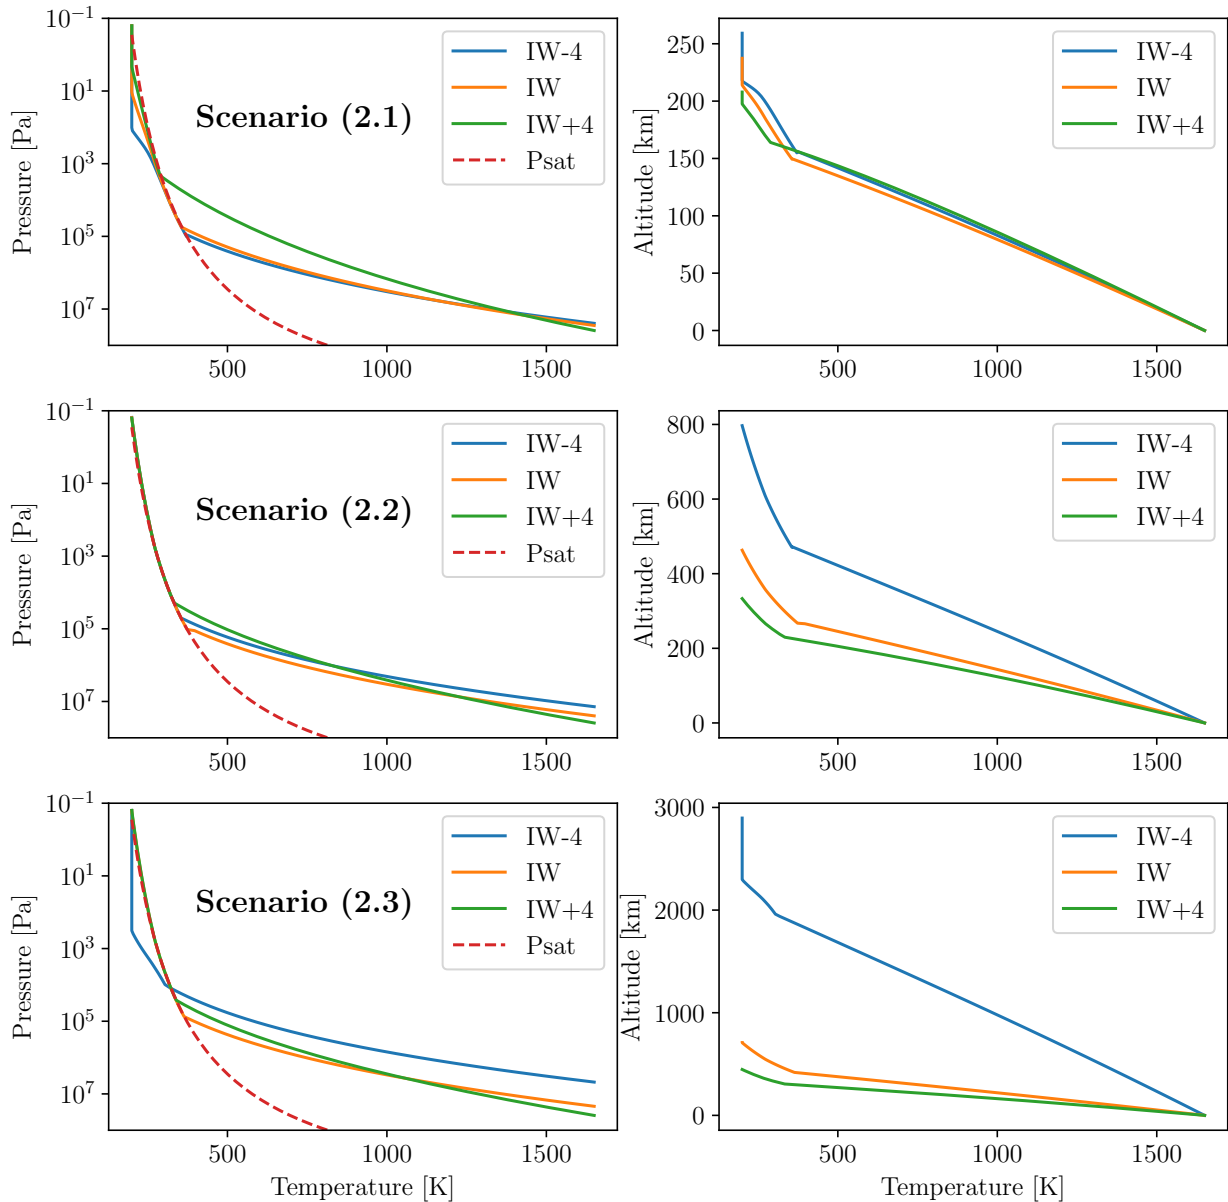 10^{-1}
10^1
10^3
10^5
10^7
Pressure [Pa]
500
1000
1500
Scenario (2.1)
IW-4
IW
IW+4
Psat
250
200
150
100
50
0
Altitude [km]
500
1000
1500
IW-4
IW
IW+4
10^{-1}
10^1
10^3
10^5
10^7
Pressure [Pa]
500
1000
1500
Scenario (2.2)
IW-4
IW
IW+4
Psat
800
600
400
200
0
Altitude [km]
500
1000
1500
IW-4
IW
IW+4
10^{-1}
10^1
10^3
10^5
10^7
Pressure [Pa]
500
1000
1500
Temperature [K]
Scenario (2.3)
IW-4
IW
IW+4
Psat
3000
2000
1000
0
Altitude [km]
500
1000
1500
Temperature [K]
IW-4
IW
IW+4